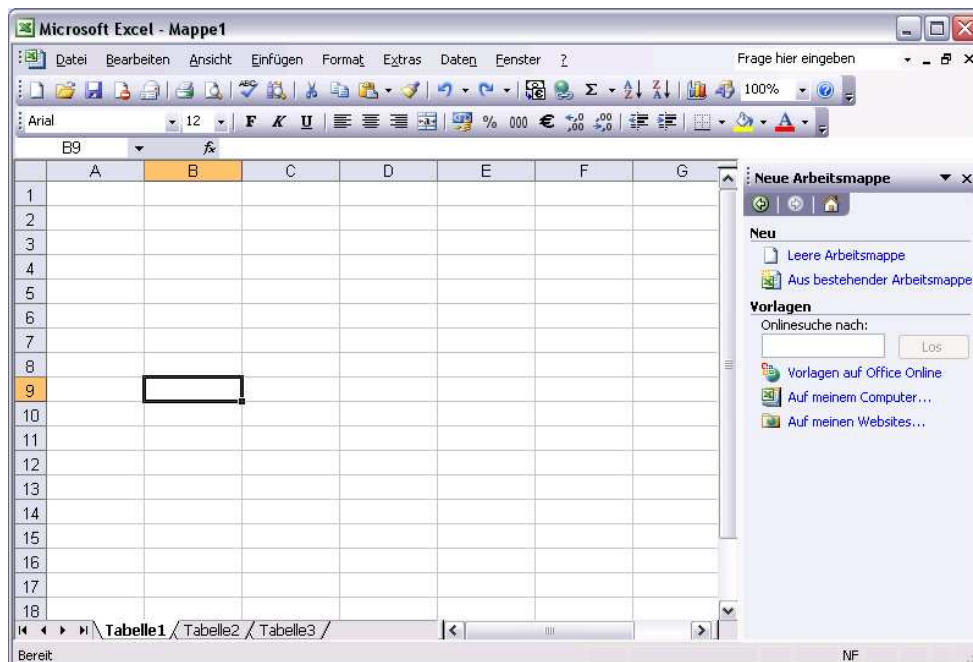 Microsoft Excel - Mappe1
Datei Bearbeiten Ansicht Einfügen Format Extras Daten Fenster ? Frage hier eingeben
100%
Arial 12 F K U % 000 €
B9 fx
A B C D E F G
1
2
3
4
5
6
7
8
9
10
11
12
13
14
15
16
17
18
Neue Arbeitsmappe
Neu
Leere Arbeitsmappe
Aus bestehender Arbeitsmappe
Vorlagen
Onlinesuche nach:
Los
Vorlagen auf Office Online
Auf meinem Computer...
Auf meinen Websites...
Tabelle1 Tabelle2 Tabelle3
Bereit NF